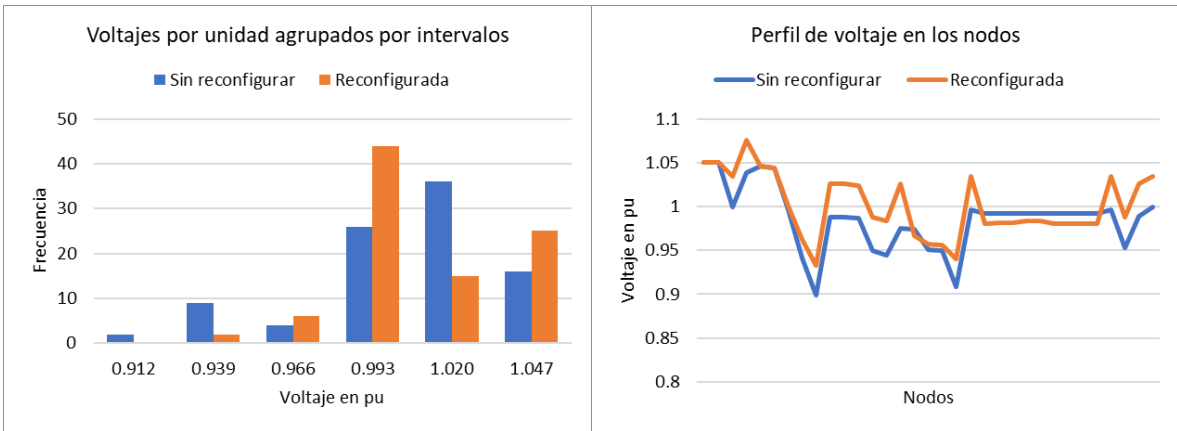 Voltajes por unidad agrupados por intervalos
Sin reconfigurar Reconfigurada
50
40
30
20
10
0
Frecuencia
0.912 0.939 0.966 0.993 1.020 1.047
Voltaje en pu
Perfil de voltaje en los nodos
Sin reconfigurar Reconfigurada
1.1
1.05
1
0.95
0.9
0.85
0.8
Voltaje en pu
Nodos